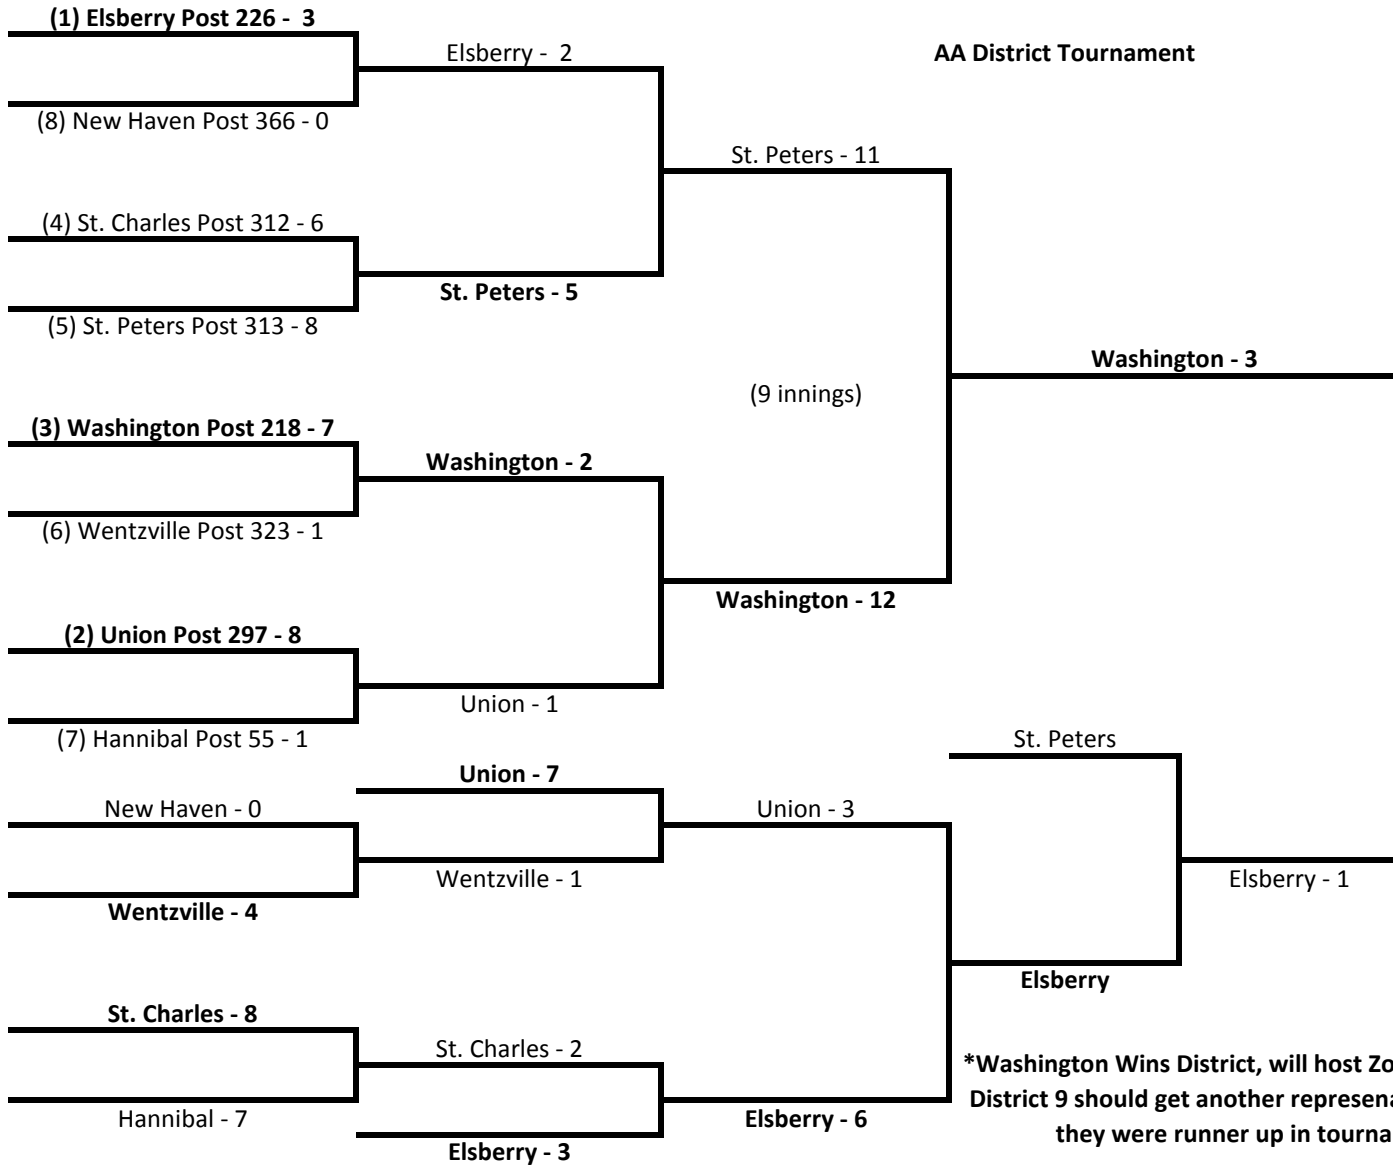 (1) Elsberry Post 226 -  3
Elsberry -  2
AA District Tournament
(8) New Haven Post 366 - 0
St. Peters - 11
(4) St. Charles Post 312 - 6
St. Peters - 5
(5) St. Peters Post 313 - 8
Washington - 3
(9 innings)
(3) Washington Post 218 - 7
Washington - 2
(6) Wentzville Post 323 - 1
Washington - 12
(2) Union Post 297 - 8
Union - 1
(7) Hannibal Post 55 - 1
St. Peters
Union - 7
New Haven - 0
Union - 3
Wentzville - 1
Elsberry - 1
Wentzville - 4
Elsberry
St. Charles - 8
St. Charles - 2
*Washington Wins District, will host Zo
District 9 should get another represena
Hannibal - 7
Elsberry - 6
they were runner up in tourna
Elsberry - 3